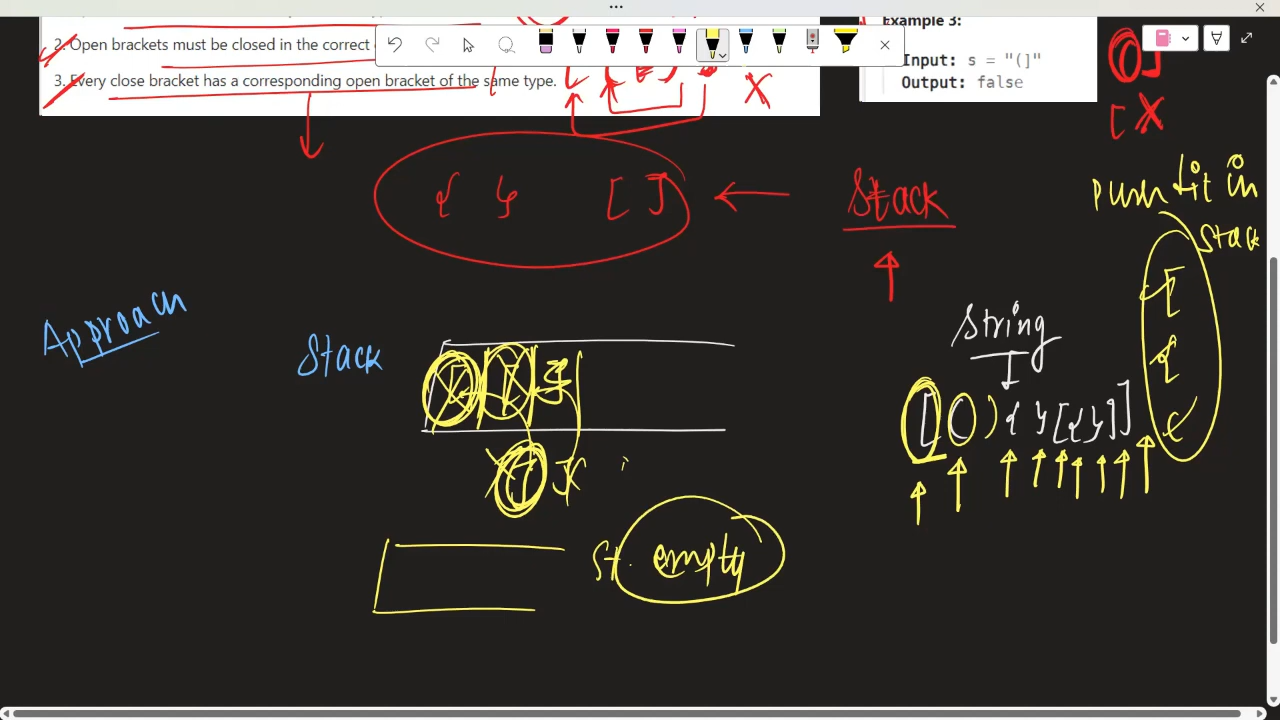 2. Open brackets must be closed in the correct
3. Every close bracket has a corresponding open bracket of the same type.
Example 3:
Input: s = "(]"
Output: false
[ X
{ } [ ] ← Stack
push it in
stack
[
{
(
Approach
Stack
String
[ ( ) { } [ { } ] ]
st. empty